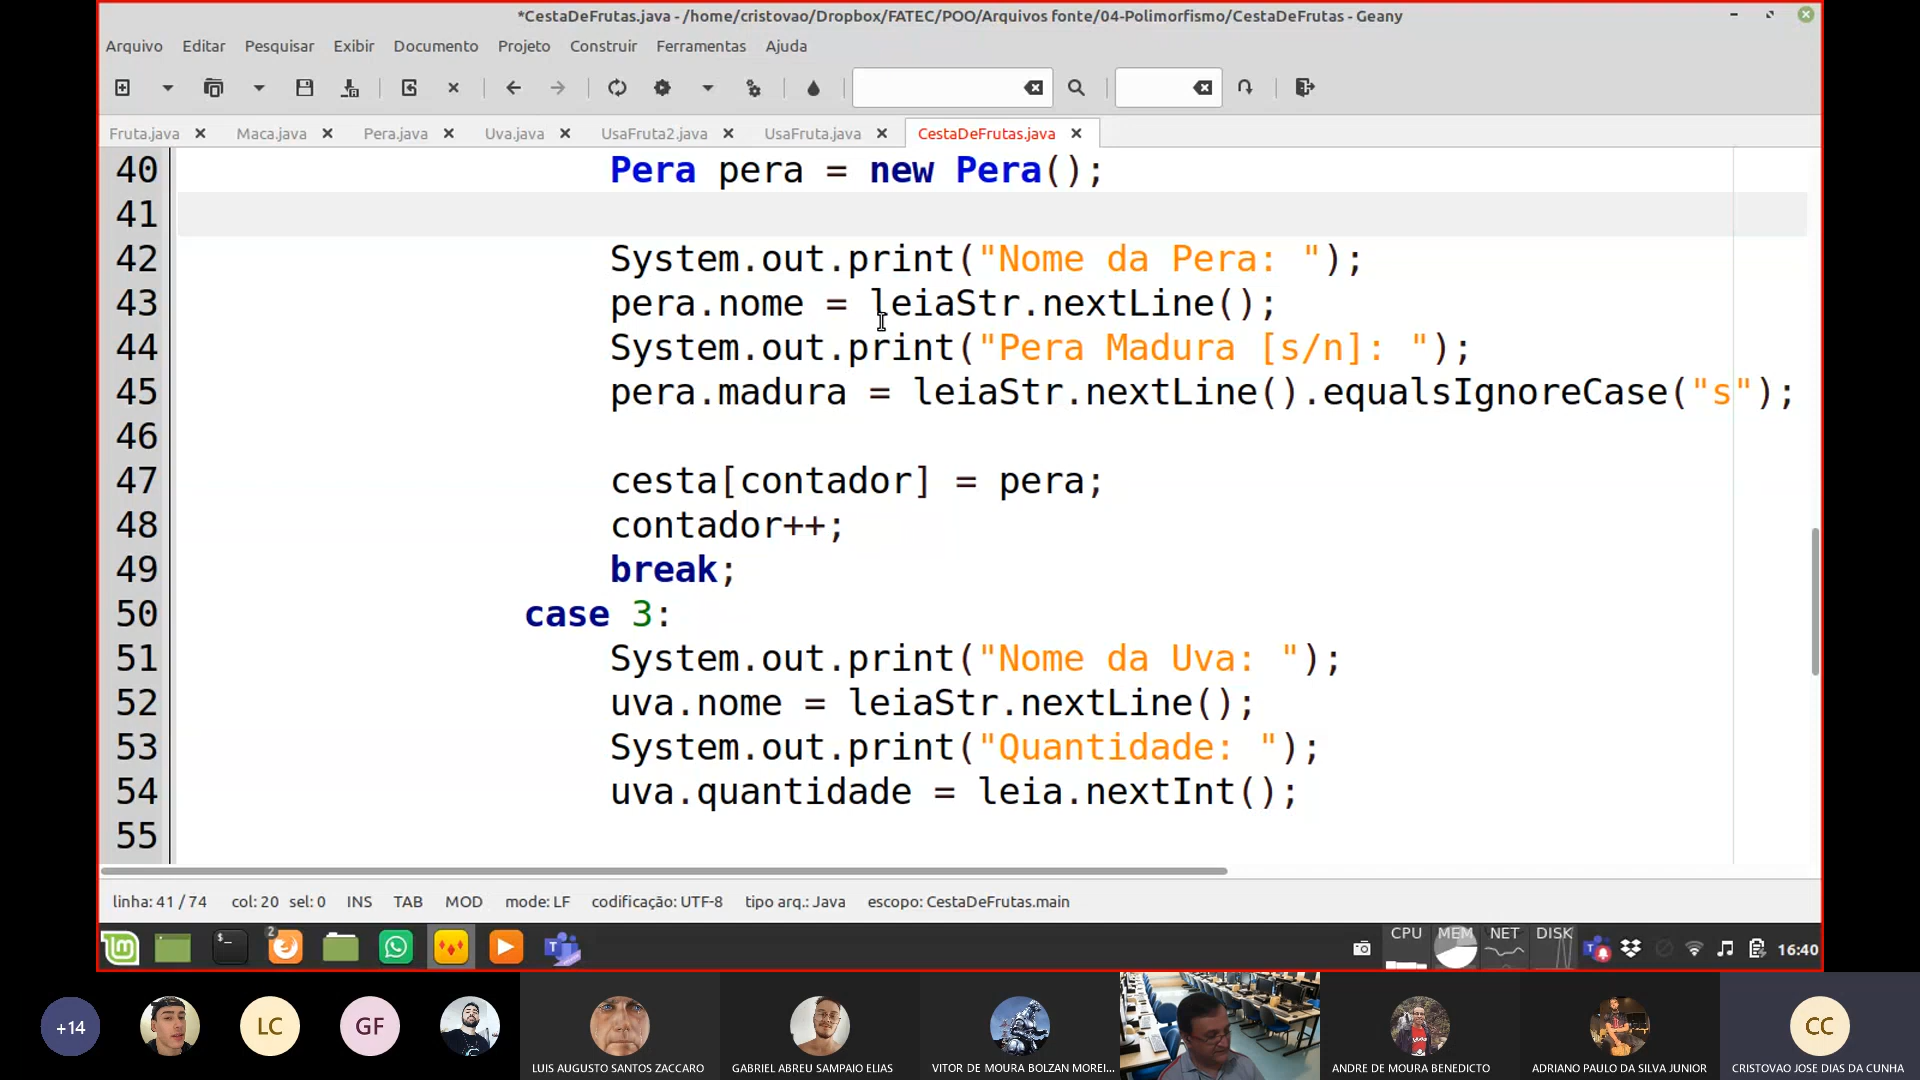 *CestaDeFrutas.java - /home/cristovao/Dropbox/FATEC/POO/Arquivos fonte/04-Polimorfismo/CestaDeFrutas - Geany
Arquivo Editar Pesquisar Exibir Documento Projeto Construir Ferramentas Ajuda
Fruta.java Maca.java Pera.java Uva.java UsaFruta2.java UsaFruta.java CestaDeFrutas.java
40 Pera pera = new Pera();
41
42 System.out.print("Nome da Pera: ");
43 pera.nome = leiaStr.nextLine();
44 System.out.print("Pera Madura [s/n]: ");
45 pera.madura = leiaStr.nextLine().equalsIgnoreCase("s");
46
47 cesta[contador] = pera;
48 contador++;
49 break;
50 case 3:
51 System.out.print("Nome da Uva: ");
52 uva.nome = leiaStr.nextLine();
53 System.out.print("Quantidade: ");
54 uva.quantidade = leia.nextInt();
55
linha: 41 / 74 col: 20 sel: 0 INS TAB MOD mode: LF codificação: UTF-8 tipo arq.: Java escopo: CestaDeFrutas.main
2 CPU MEM NET DISK 16:40
+14 LC GF CC
LUIS AUGUSTO SANTOS ZACCARO GABRIEL ABREU SAMPAIO ELIAS VITOR DE MOURA BOLZAN MOREI... ANDRE DE MOURA BENEDICTO ADRIANO PAULO DA SILVA JUNIOR CRISTOVAO JOSE DIAS DA CUNHA